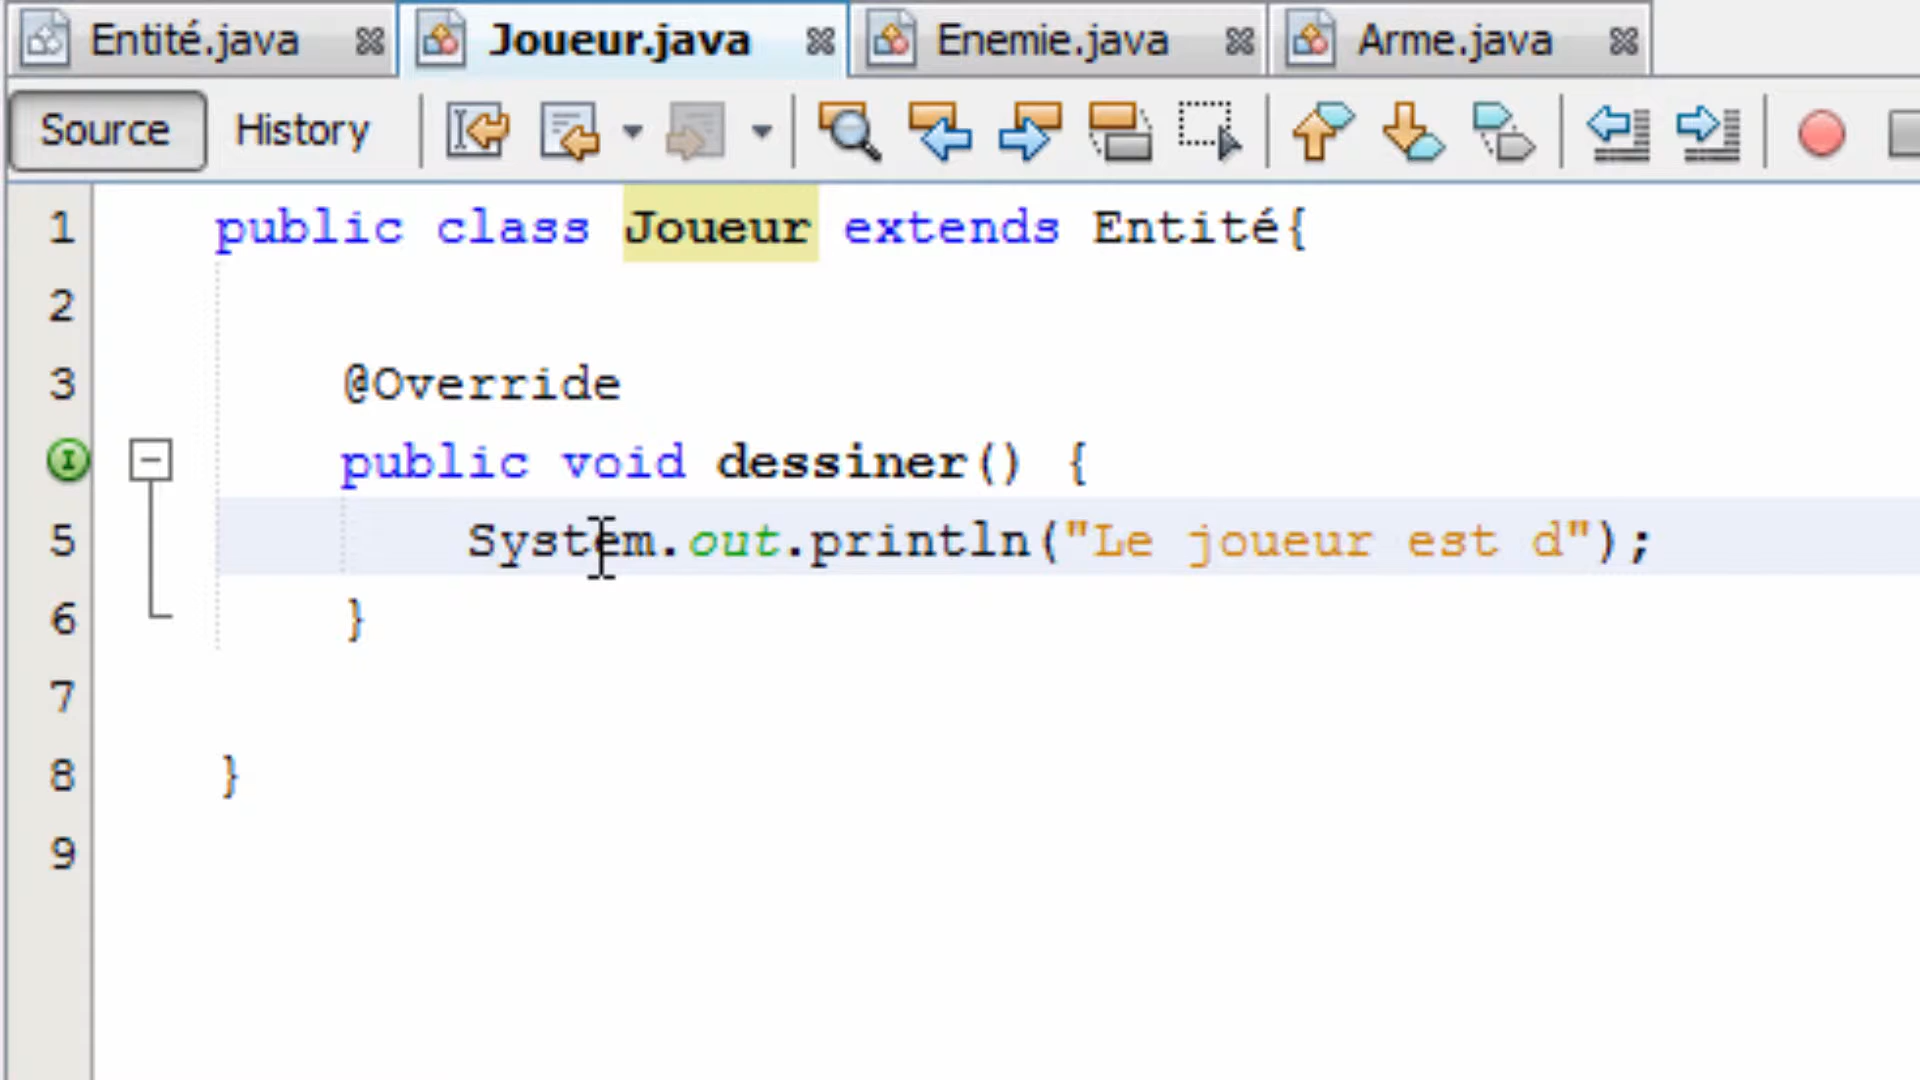 Entité.java Joueur.java Enemie.java Arme.java
Source History
1 public class Joueur extends Entité{
2
3 @Override
public void dessiner() {
5 System.out.println("Le joueur est d");
6 }
7
8 }
9